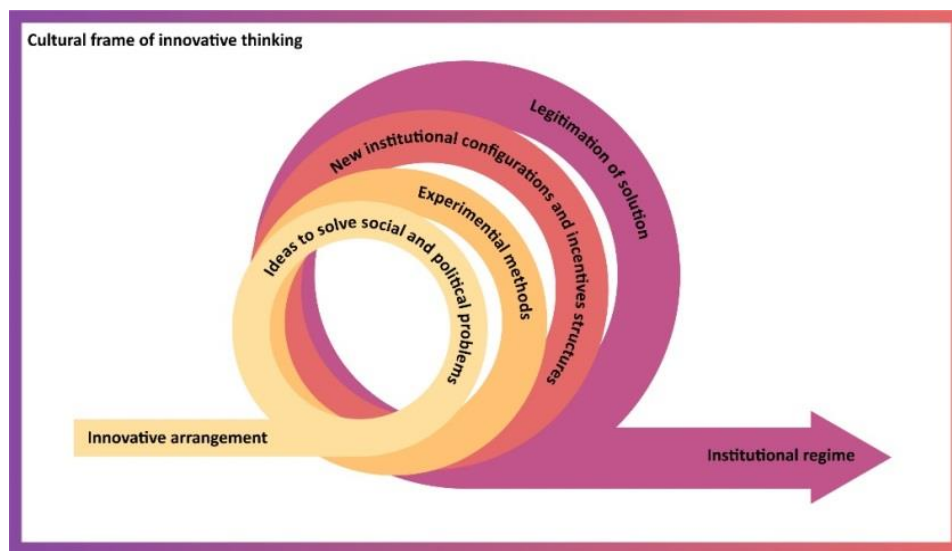 Cultural frame of innovative thinking
Legitimation of solution
New institutional configurations and incentives structures
Experimental methods
Ideas to solve social and political problems
Innovative arrangement
Institutional regime